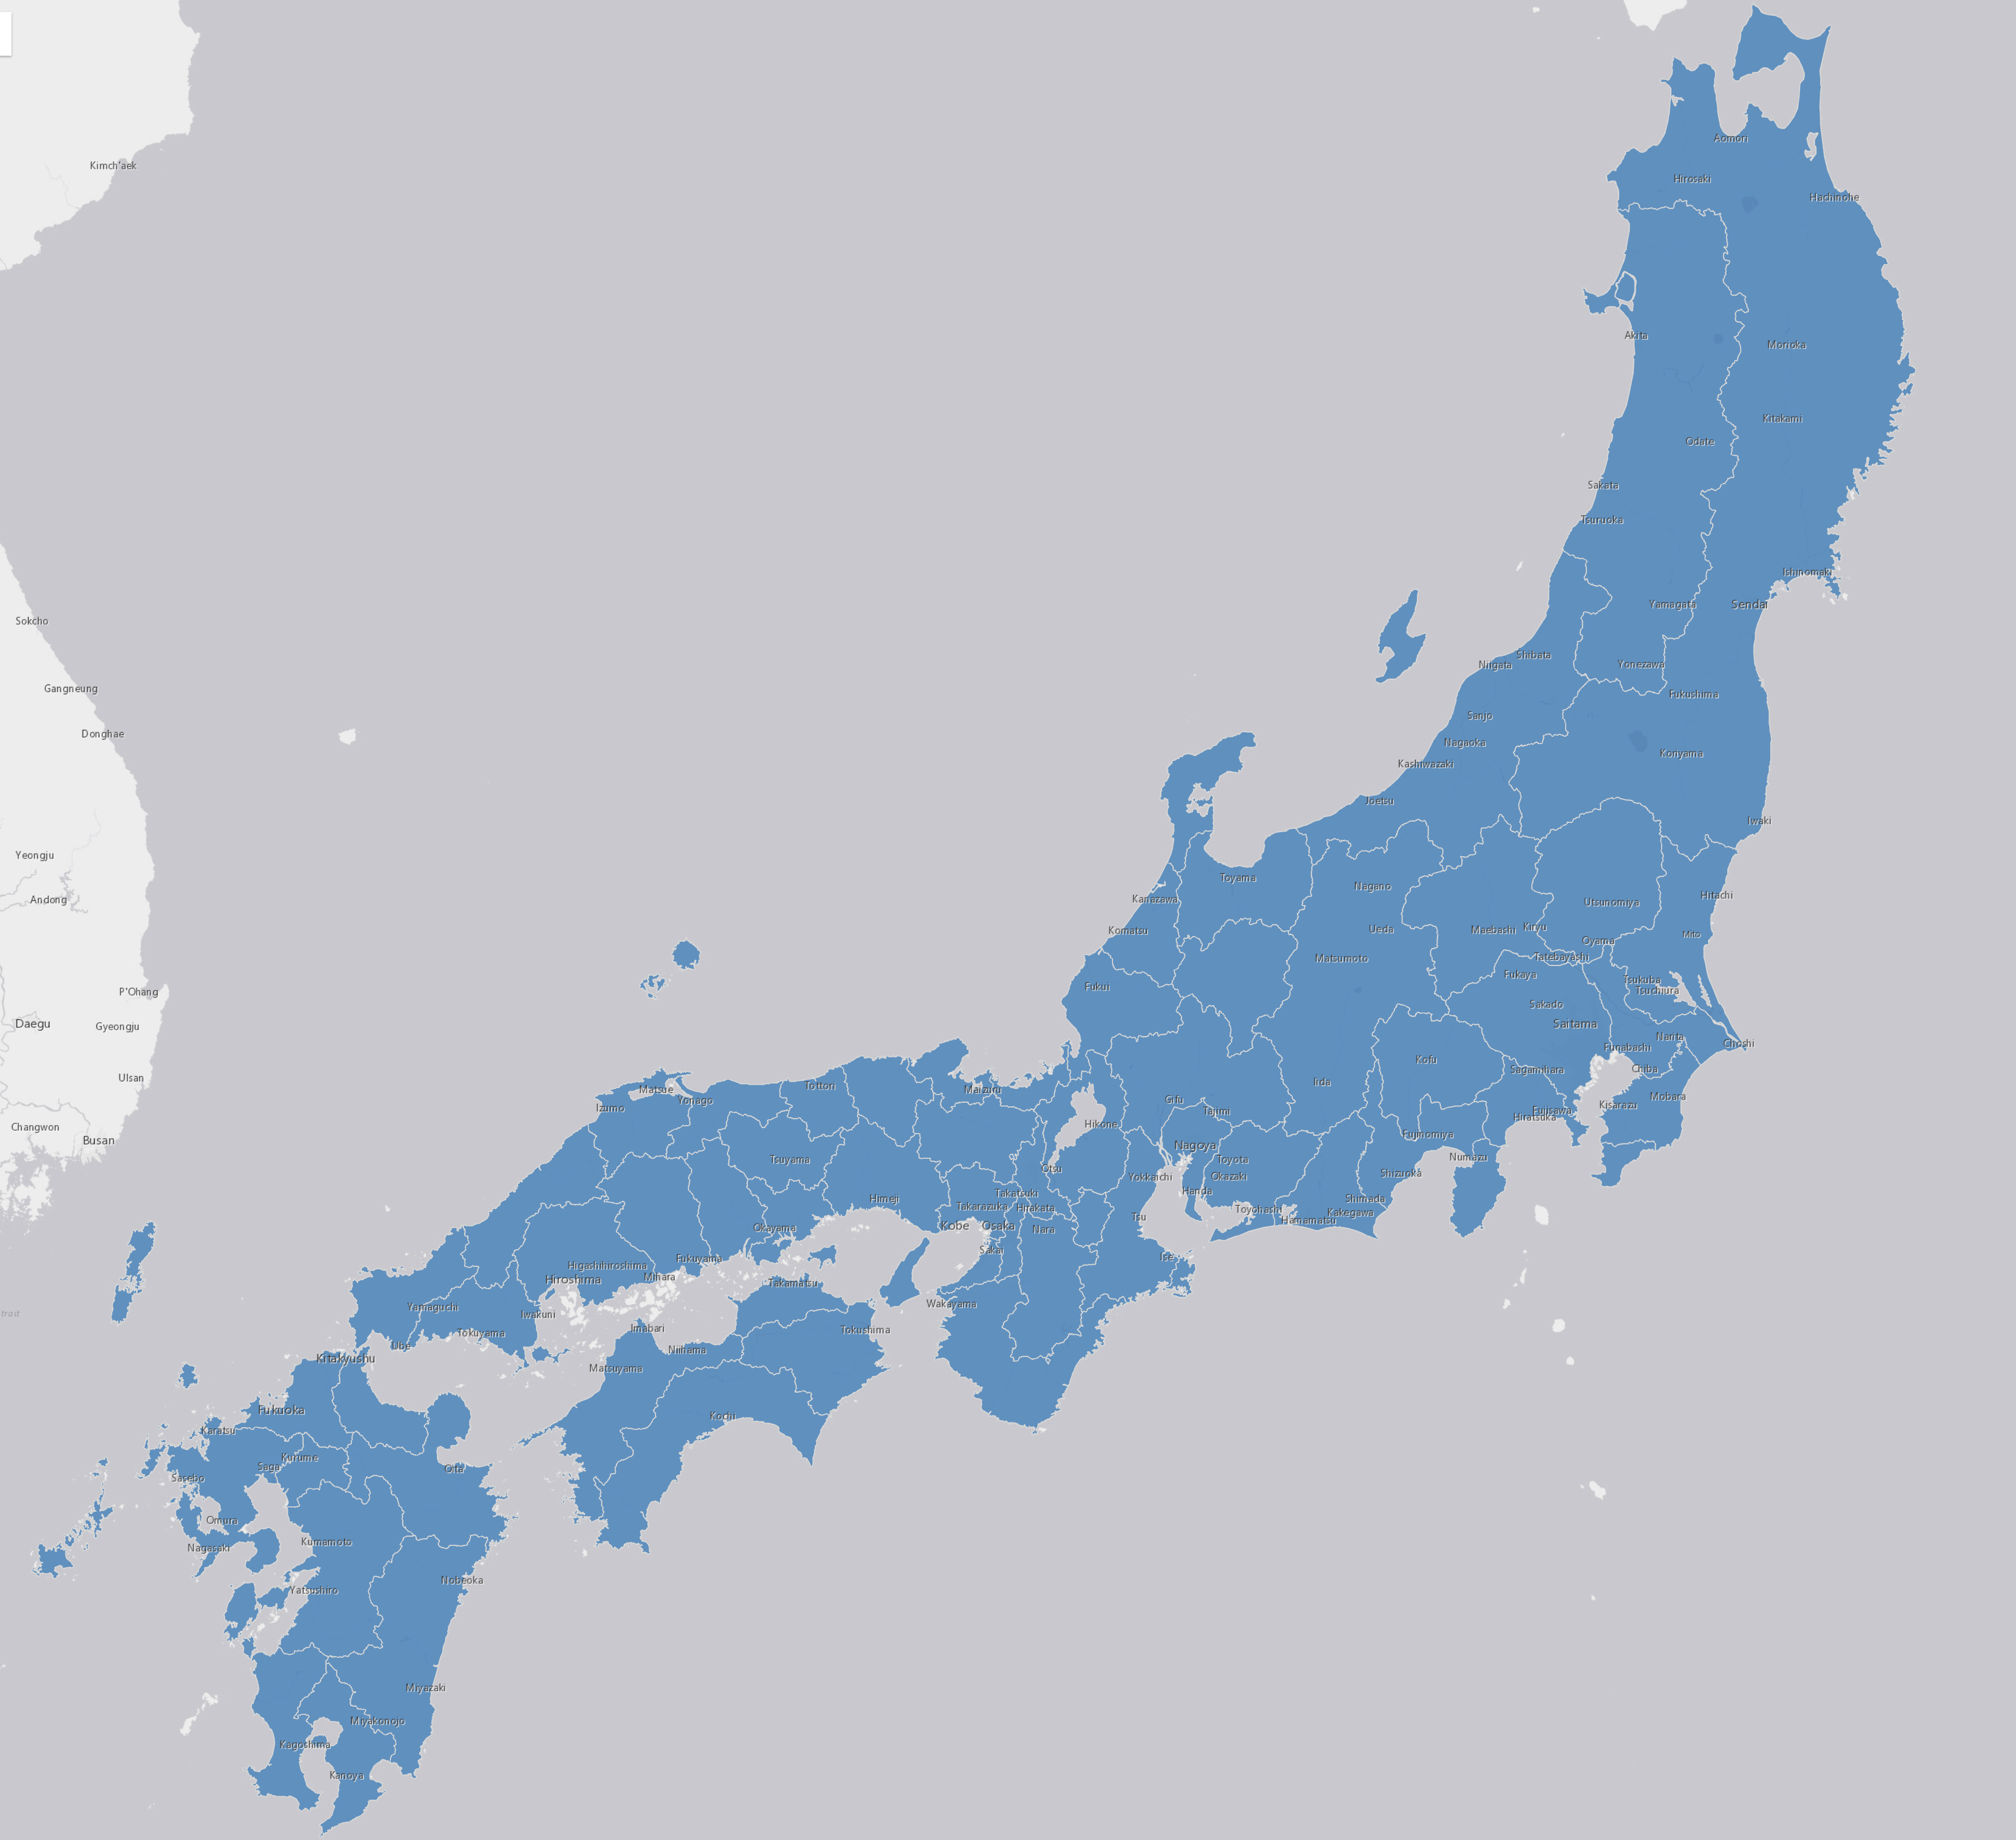 Kimch'aek
Aomori
Hirosaki
Hachinohe
Akita
Morioka
Kitakami
Odate
Sakata
Tsuruoka
Ishinomaki
Yamagata
Sendai
Sokcho
Shibata
Niigata
Yonezawa
Gangneung
Fukushima
Sanjo
Donghae
Nagaoka
Koriyama
Kashiwazaki
Joetsu
Iwaki
Yeongju
Toyama
Nagano
Hitachi
Andong
Kanazawa
Utsunomiya
Komatsu
Ueda
Maebashi
Kiryu
Mito
Oyama
Matsumoto
Tatebayashi
Fukaya
Tsukuba
Fukui
P'Ohang
Tsuchiura
Sakado
Daegu
Gyeongju
Saitama
Narita
Choshi
Funabashi
Kofu
Chiba
Sagamihara
Ulsan
Iida
Tottori
Matsue
Maizuru
Mobara
Yonago
Gifu
Kisarazu
Izumo
Tajimi
Fujisawa
Hiratsuka
Hikone
Changwon
Fujinomiya
Busan
Nagoya
Numazu
Tsuyama
Toyota
Otsu
Shizuoka
Yokkaichi
Okazaki
Handa
Takatsuki
Himeji
Shimada
Takarazuka
Hirakata
Toyohashi
Kakegawa
Hamamatsu
Tsu
Kobe
Osaka
Okayama
Nara
Sakai
Ise
Fukuyama
Higashihiroshima
Mihara
Hiroshima
Takamatsu
Wakayama
Yamaguchi
Iwakuni
trait
Imabari
Tokushima
Tokuyama
Ube
Niihama
Kitakyushu
Matsuyama
Fukuoka
Kochi
Karatsu
Kurume
Saga
Oita
Sasebo
Omura
Kumamoto
Nagasaki
Nobeoka
Yatsushiro
Miyazaki
Miyakonojo
Kagoshima
Kanoya